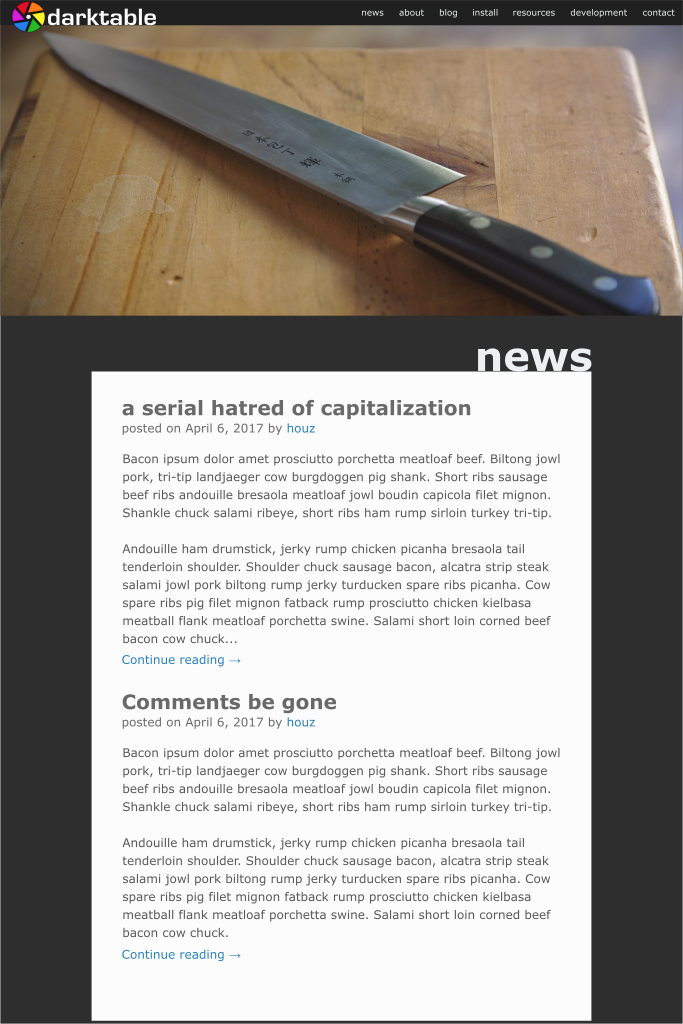 darktable
news about blog install resources development contact
日本包丁
輝
news
a serial hatred of capitalization
posted on April 6, 2017 by houz
Bacon ipsum dolor amet prosciutto porchetta meatloaf beef. Biltong jowl
pork, tri-tip landjaeger cow burgdoggen pig shank. Short ribs sausage
beef ribs andouille bresaola meatloaf jowl boudin capicola filet mignon.
Shankle chuck salami ribeye, short ribs ham rump sirloin turkey tri-tip.
Andouille ham drumstick, jerky rump chicken picanha bresaola tail
tenderloin shoulder. Shoulder chuck sausage bacon, alcatra strip steak
salami jowl pork biltong rump jerky turducken spare ribs picanha. Cow
spare ribs pig filet mignon fatback rump prosciutto chicken kielbasa
meatball flank meatloaf porchetta swine. Salami short loin corned beef
bacon cow chuck...
Continue reading →
Comments be gone
posted on April 6, 2017 by houz
Bacon ipsum dolor amet prosciutto porchetta meatloaf beef. Biltong jowl
pork, tri-tip landjaeger cow burgdoggen pig shank. Short ribs sausage
beef ribs andouille bresaola meatloaf jowl boudin capicola filet mignon.
Shankle chuck salami ribeye, short ribs ham rump sirloin turkey tri-tip.
Andouille ham drumstick, jerky rump chicken picanha bresaola tail
tenderloin shoulder. Shoulder chuck sausage bacon, alcatra strip steak
salami jowl pork biltong rump jerky turducken spare ribs picanha. Cow
spare ribs pig filet mignon fatback rump prosciutto chicken kielbasa
meatball flank meatloaf porchetta swine. Salami short loin corned beef
bacon cow chuck.
Continue reading →